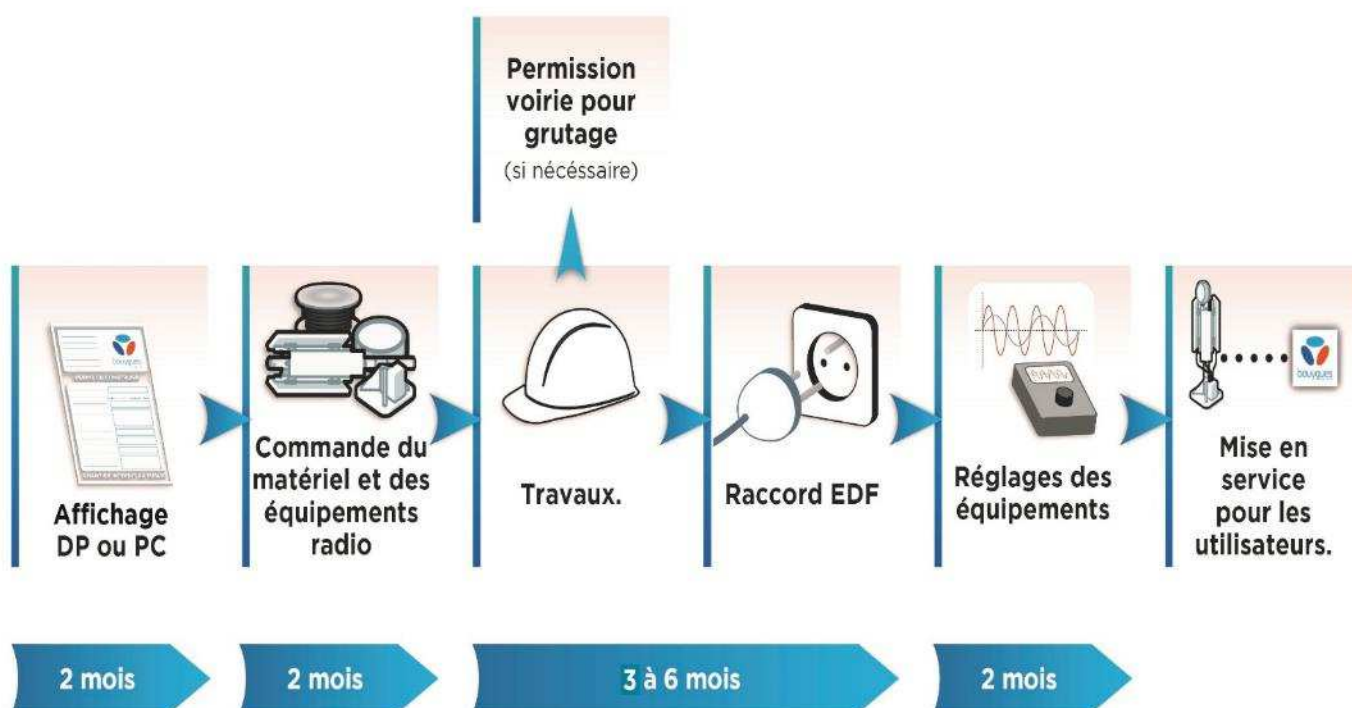 Permission
voirie pour
grutage
(si nécéssaire)
Affichage
DP ou PC
Commande du
matériel et des
équipements
radio
Travaux.
Raccord EDF
Réglages des
équipements
bouygues
Mise en
service
pour les
utilisateurs.
2 mois
2 mois
3 à 6 mois
2 mois